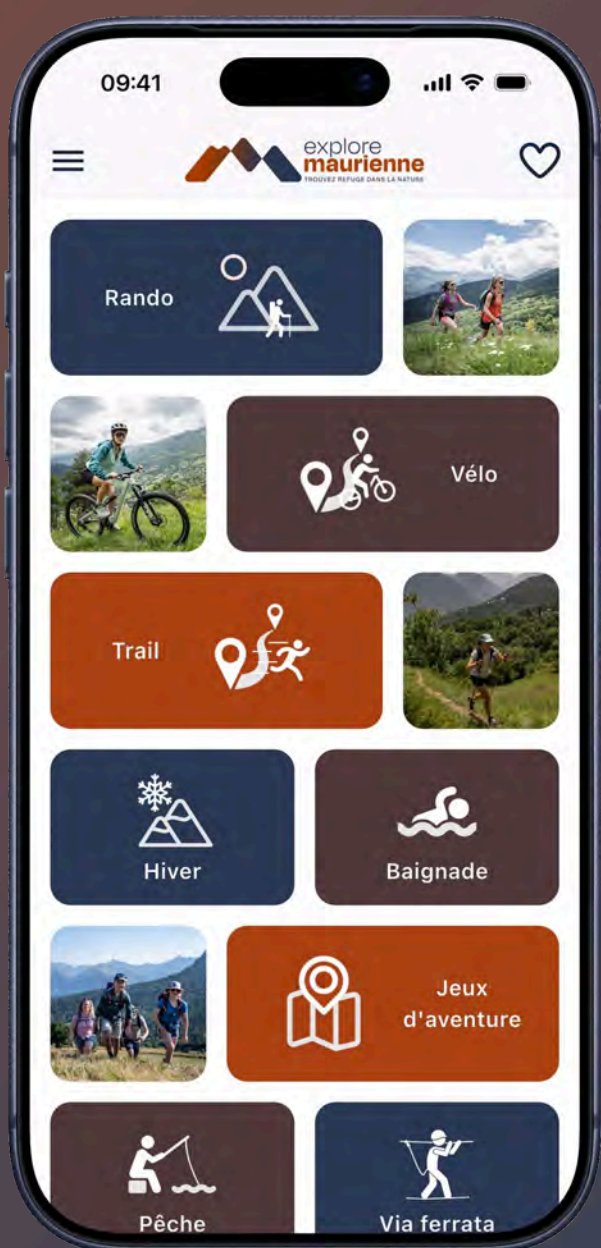 09:41
explore
maurienne
TROUVEZ REFUGE DANS LA NATURE
Rando
Vélo
Trail
Hiver
Baignade
Jeux
d'aventure
Pêche
Via ferrata